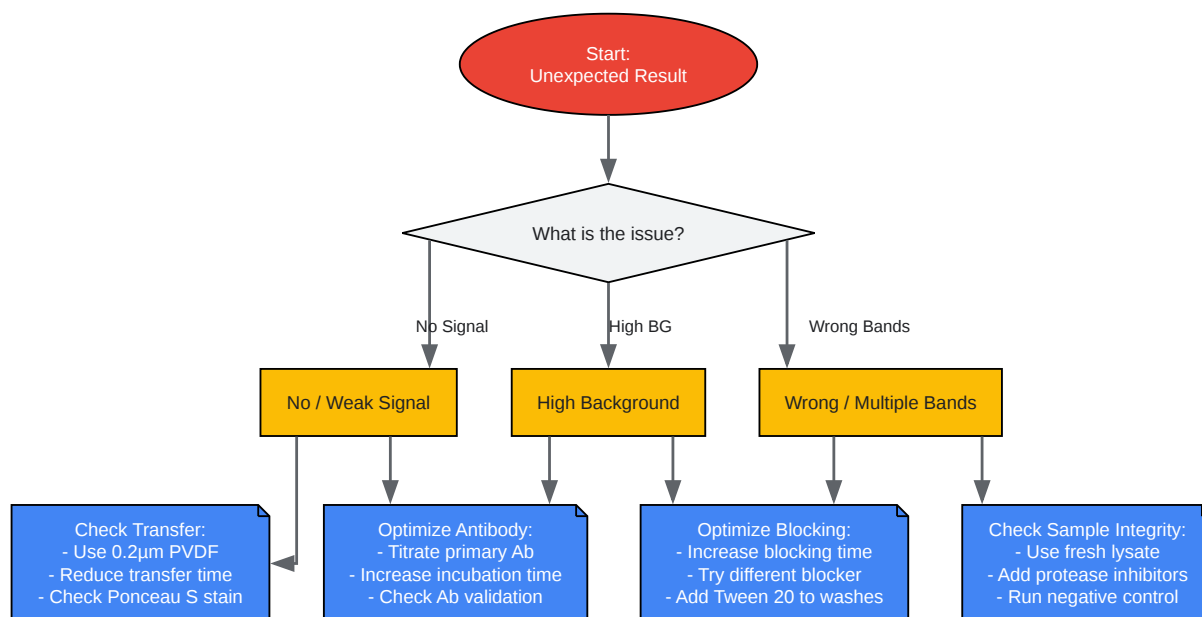 Start:
Unexpected Result
What is the issue?
No Signal
High BG
Wrong Bands
No / Weak Signal
High Background
Wrong / Multiple Bands
Check Transfer:
- Use 0.2µm PVDF
- Reduce transfer time
- Check Ponceau S stain
Optimize Antibody:
- Titrate primary Ab
- Increase incubation time
- Check Ab validation
Optimize Blocking:
- Increase blocking time
- Try different blocker
- Add Tween 20 to washes
Check Sample Integrity:
- Use fresh lysate
- Add protease inhibitors
- Run negative control